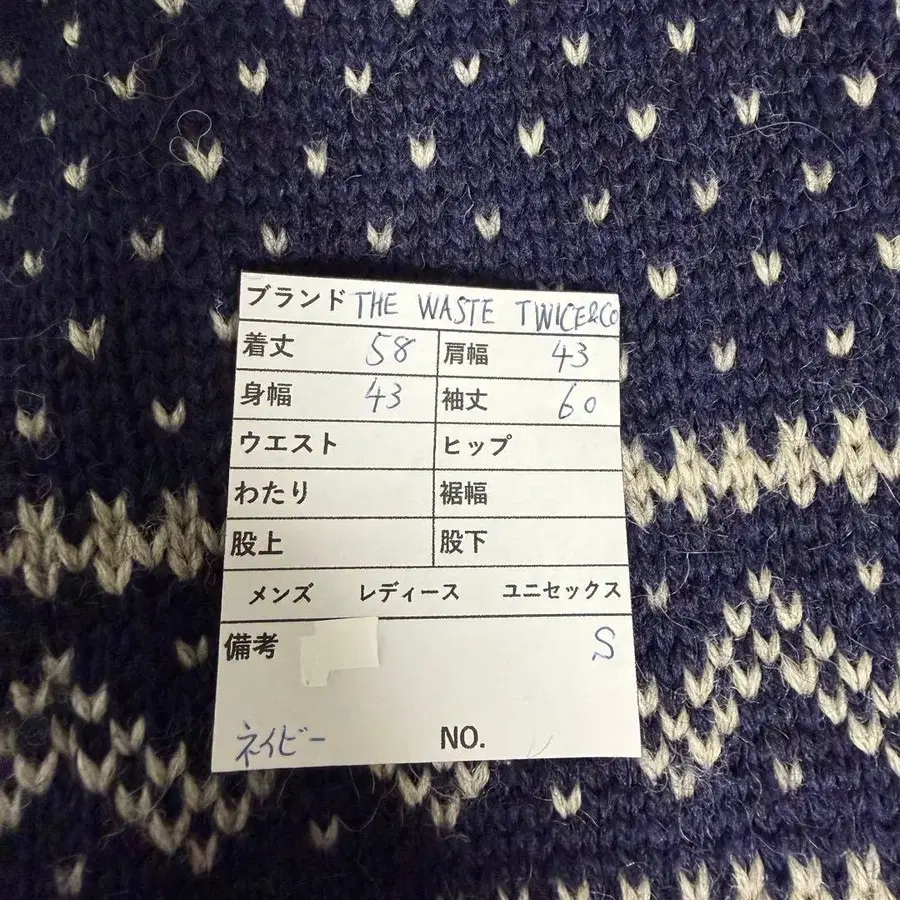 ブランド THE WASTE TWICE&CO
着丈 58 肩幅 43
身幅 43 袖丈 60
ウエスト ヒップ
わたり 裾幅
股上 股下
メンズ レディース ユニセックス
備考 S
ネイビー NO.